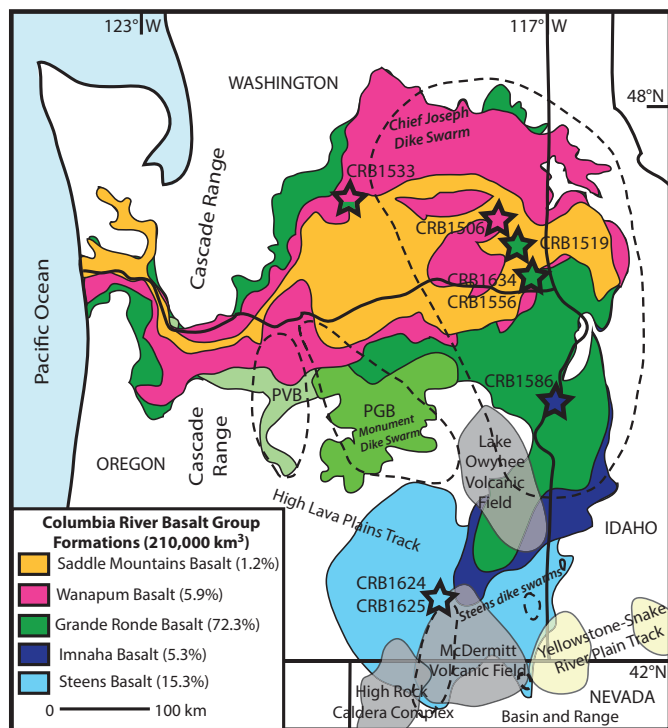 123°W
117°W
WASHINGTON
48°N
Chief Joseph
Dike Swarm
CRB1533
Cascade Range
CRB1506
CRB1519
CRB1634
CRB1556
Pacific Ocean
CRB1586
PVB
PGB
Monument
Dike Swarm
Cascade
Range
OREGON
Lake
Owyhee
Volcanic
Field
High Lava Plains Track
IDAHO
Columbia River Basalt Group
Formations (210,000 km³)
Saddle Mountains Basalt (1.2%)
Wanapum Basalt (5.9%)
Grande Ronde Basalt (72.3%)
Imnaha Basalt (5.3%)
Steens Basalt (15.3%)
0 100 km
CRB1624
CRB1625
Steens dike swarms
McDermitt
Volcanic Field
Yellowstone-Snake
River Plain Track
42°N
High Rock
Caldera Complex
NEVADA
Basin and Range